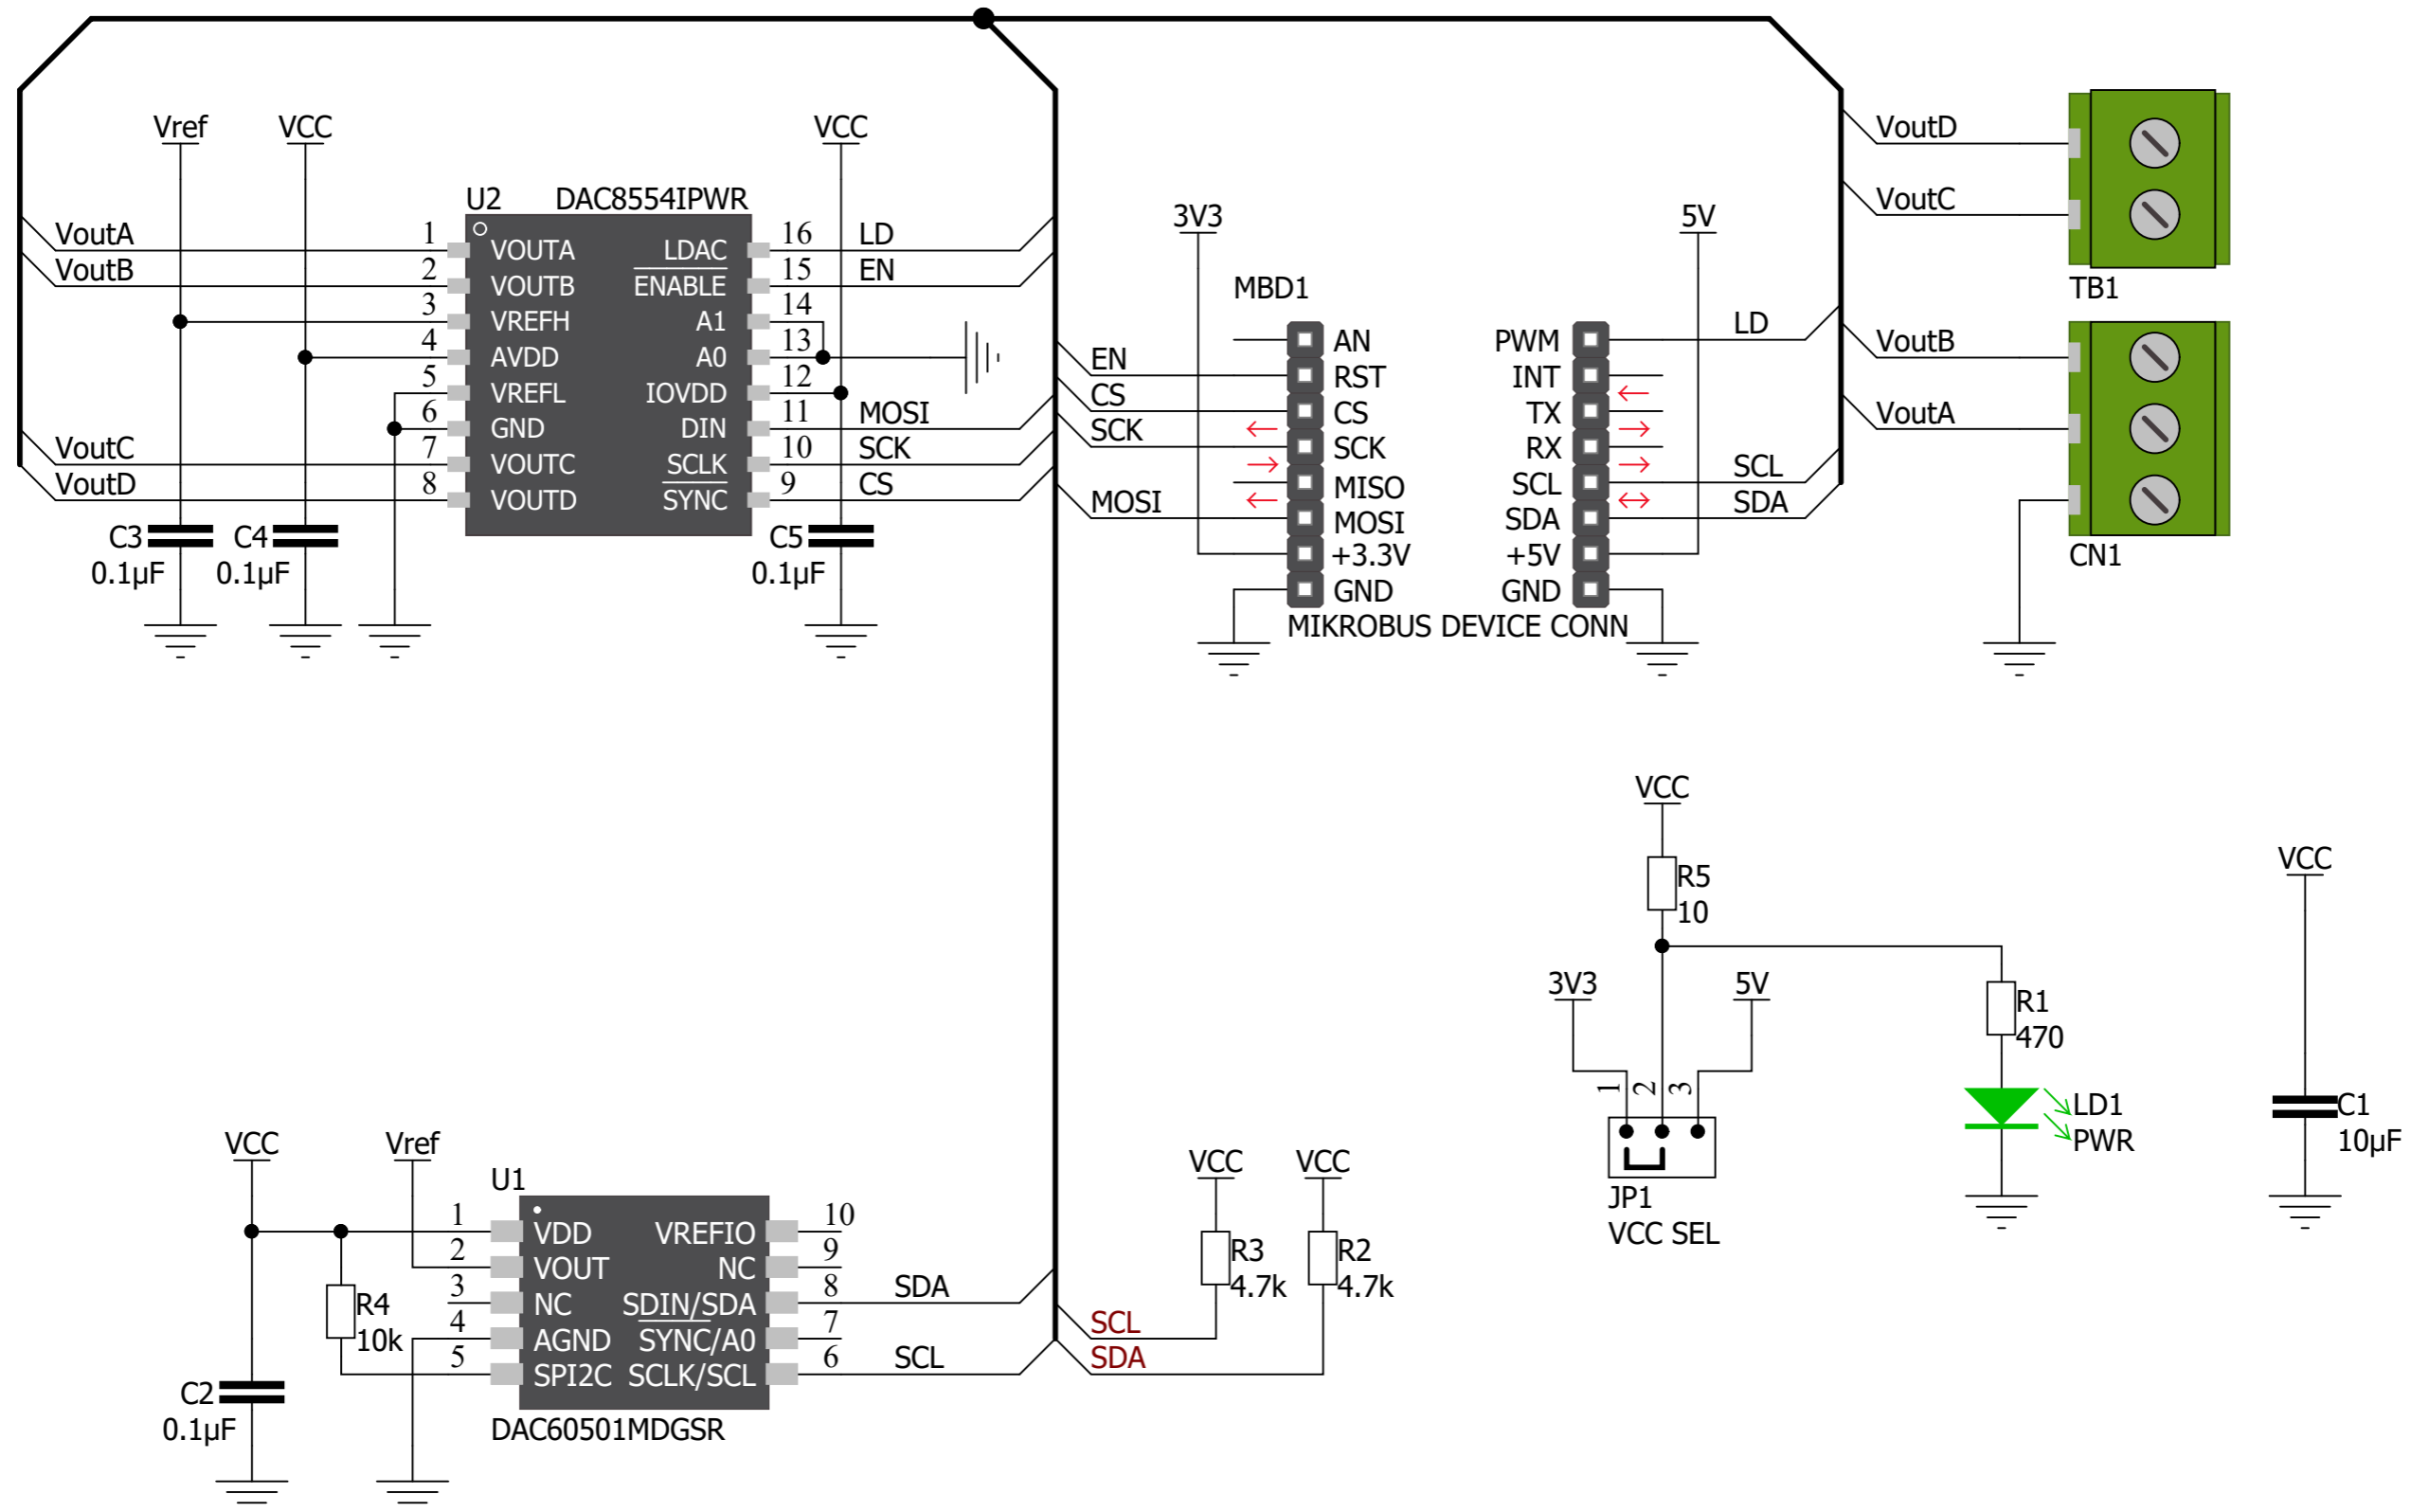 Vref
VCC
VCC
U2 DAC8554IPWR
VoutA 1 VOUTA LDAC 16 LD
VoutB 2 VOUTB ENABLE 15 EN
3 VREFH A1 14
4 AVDD A0 13
5 VREFL IOVDD 12
6 GND DIN 11 MOSI
VoutC 7 VOUTC SCLK 10 SCK
VoutD 8 VOUTD SYNC 9 CS
C3
0.1µF
C4
0.1µF
C5
0.1µF
3V3
5V
MBD1
AN PWM LD
EN RST INT
CS CS TX
SCK SCK RX
MISO SCL SCL
MOSI MOSI SDA SDA
+3.3V +5V
GND GND
MIKROBUS DEVICE CONN
VoutD
VoutC
TB1
VoutB
VoutA
CN1
VCC
R5
10
3V3
5V
R1
470
1 2 3
LD1
PWR
JP1
VCC SEL
VCC
C1
10µF
VCC
Vref
U1
1 VDD VREFIO 10
2 VOUT NC 9
3 NC SDIN/SDA 8 SDA
4 AGND SYNC/A0 7
5 SPI2C SCLK/SCL 6 SCL
R4
10k
C2
0.1µF
DAC60501MDGSR
VCC
VCC
R3
4.7k
R2
4.7k
SCL
SDA